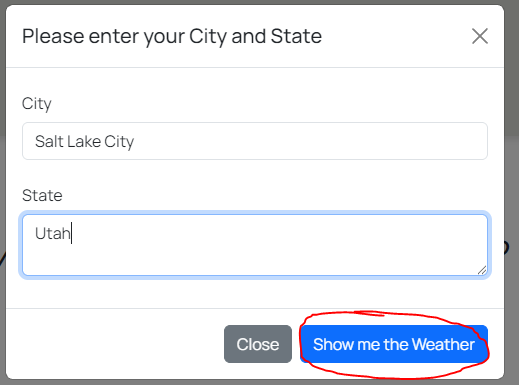 Please enter your City and State
City
Salt Lake City
State
Utah
Close
Show me the Weather